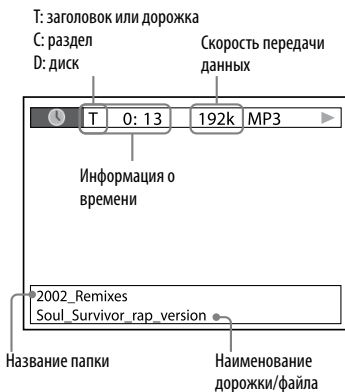 T: заголовок или дорожка
C: раздел
D: диск
Скорость передачи
данных
T 0: 13 192k MP3
Информация о
времени
2002_Remixes
Soul_Survivor_rap_version
Название папки
Наименование
дорожки/файла